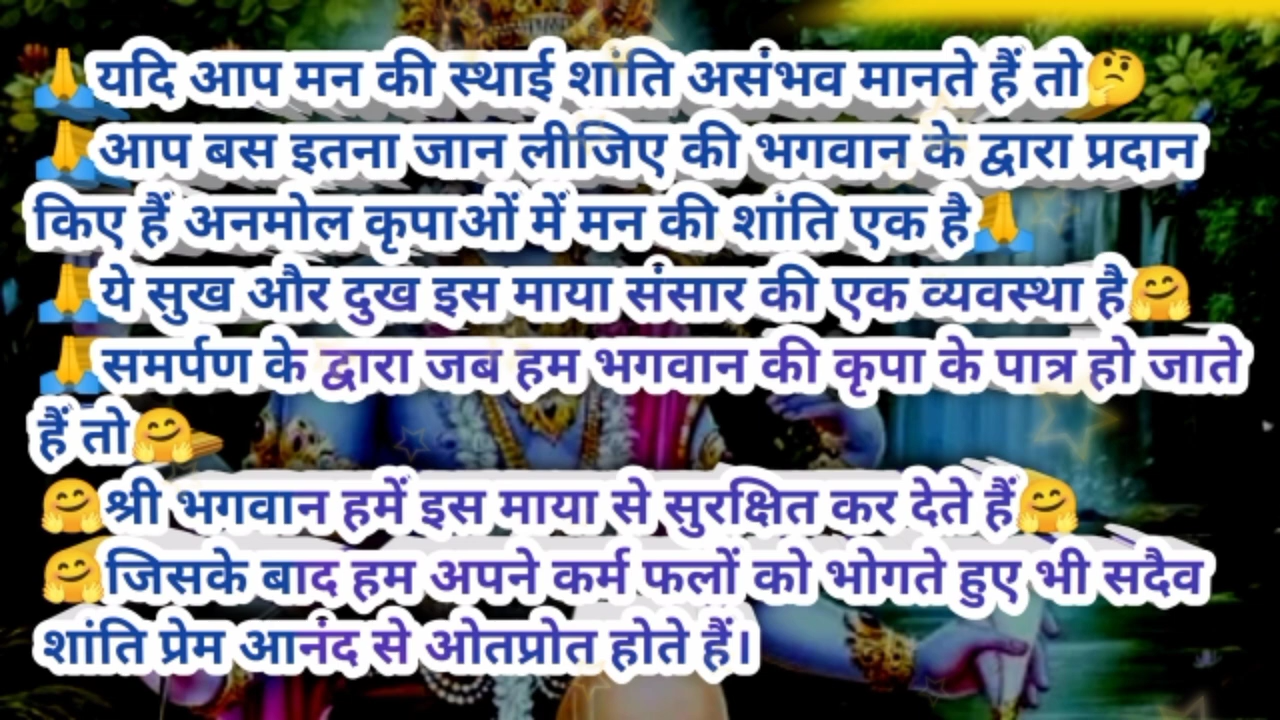 🙏यदि आप मन की स्थाई शांति असंभव मानते हैं तो🤔
🙏आप बस इतना जान लीजिए की भगवान के द्वारा प्रदान
किए हैं अनमोल कृपाओं में मन की शांति एक है🙏
🙏ये सुख और दुख इस माया संसार की एक व्यवस्था है🤗
🙏समर्पण के द्वारा जब हम भगवान की कृपा के पात्र हो जाते
हैं तो🤗
🤗श्री भगवान हमें इस माया से सुरक्षित कर देते हैं🤗
🤗जिसके बाद हम अपने कर्म फलों को भोगते हुए भी सदैव
शांति प्रेम आनंद से ओतप्रोत होते हैं।